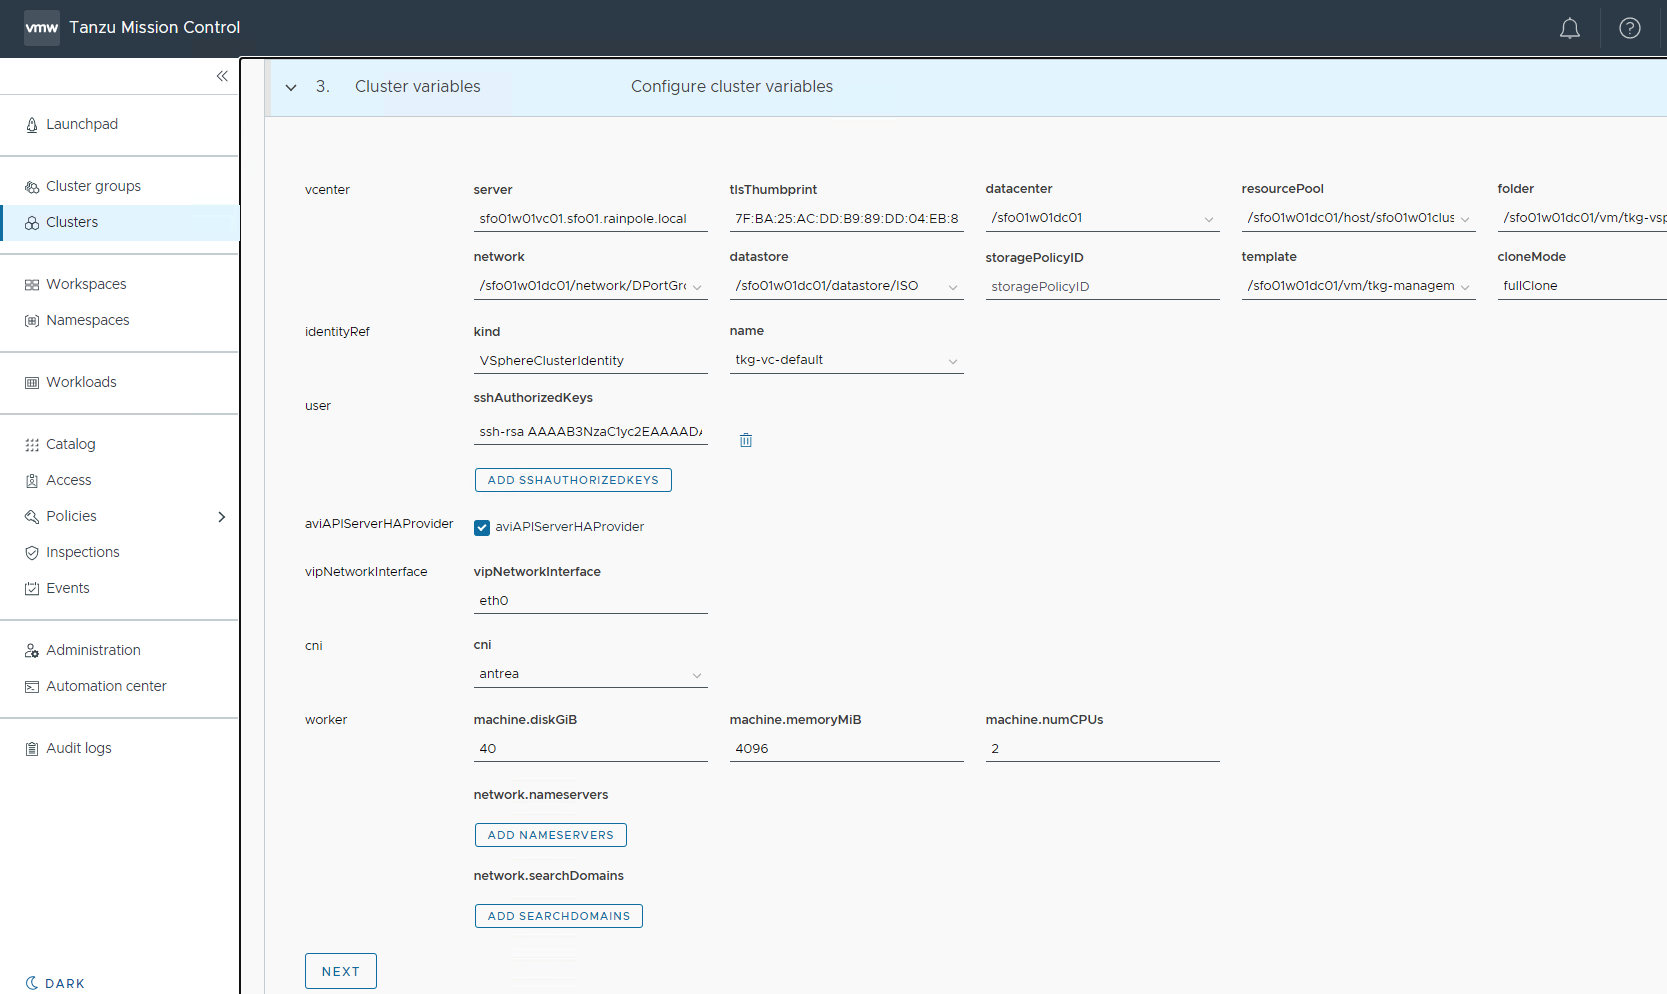 vmw Tanzu Mission Control
Launchpad
Cluster groups
Clusters
Workspaces
Namespaces
Workloads
Catalog
Access
Policies
Inspections
Events
Administration
Automation center
Audit logs
DARK
3. Cluster variables Configure cluster variables
vcenter server tlsThumbprint datacenter resourcePool folder
sfo01w01vc01.sfo01.rainpole.local 7F:BA:25:AC:DD:B9:89:DD:04:EB:8 /sfo01w01dc01 /sfo01w01dc01/host/sfo01w01clus /sfo01w01dc01/vm/tkg-vsp
network datastore storagePolicyID template cloneMode
/sfo01w01dc01/network/DPortGr /sfo01w01dc01/datastore/ISO storagePolicyID /sfo01w01dc01/vm/tkg-managem fullClone
identityRef kind name
VSphereClusterIdentity tkg-vc-default
user sshAuthorizedKeys
ssh-rsa AAAAB3NzaC1yc2EAAAADA
ADD SSHAUTHORIZEDKEYS
aviAPIServerHAProvider aviAPIServerHAProvider
vipNetworkInterface vipNetworkInterface
eth0
cni cni
antrea
worker machine.diskGiB machine.memoryMiB machine.numCPUs
40 4096 2
network.nameservers
ADD NAMESERVERS
network.searchDomains
ADD SEARCHDOMAINS
NEXT